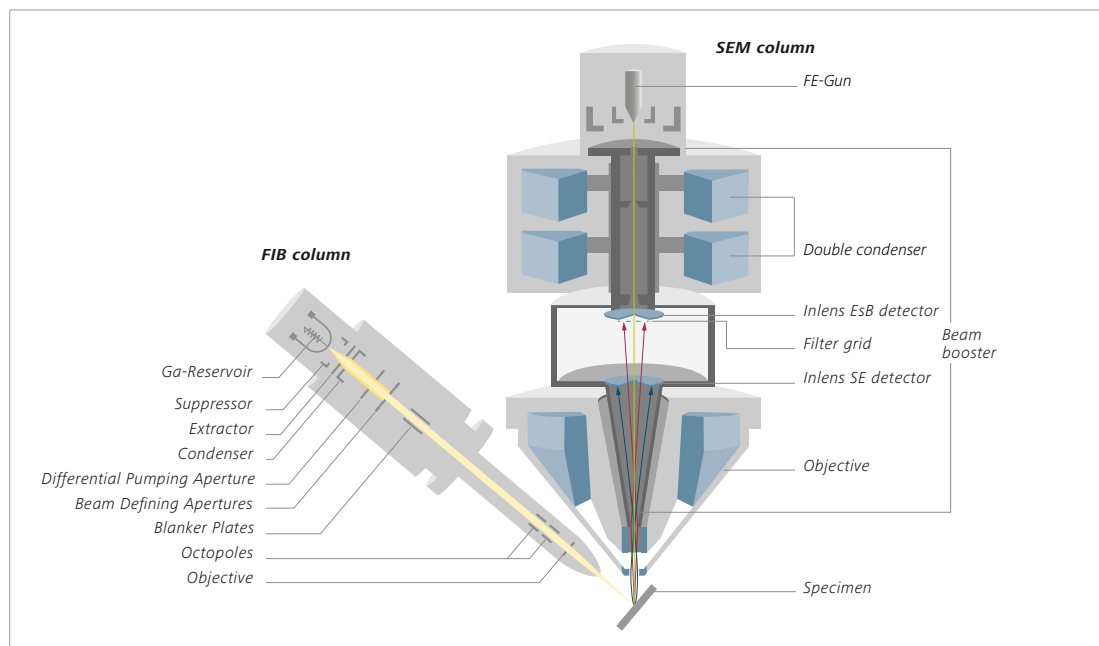 SEM column
FE-Gun
Double condenser
FIB column
Inlens EsB detector
Filter grid
Beam
booster
Inlens SE detector
Ga-Reservoir
Suppressor
Extractor
Condenser
Differential Pumping Aperture
Beam Defining Apertures
Blanker Plates
Octopoles
Objective
Objective
Specimen